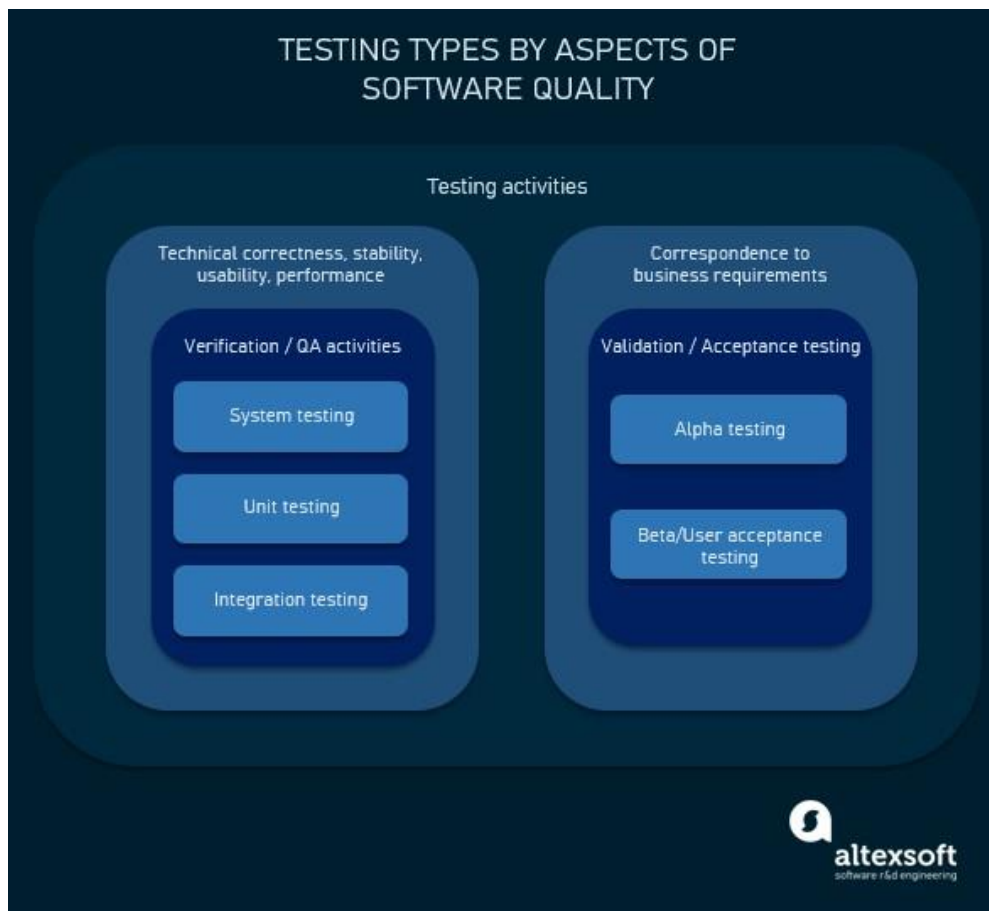 TESTING TYPES BY ASPECTS OF
SOFTWARE QUALITY
Testing activities
Technical correctness, stability,
usability, performance
Verification / QA activities
System testing
Unit testing
Integration testing
Correspondence to
business requirements
Validation / Acceptance testing
Alpha testing
Beta/User acceptance
testing
altexsoft
software r&d engineering